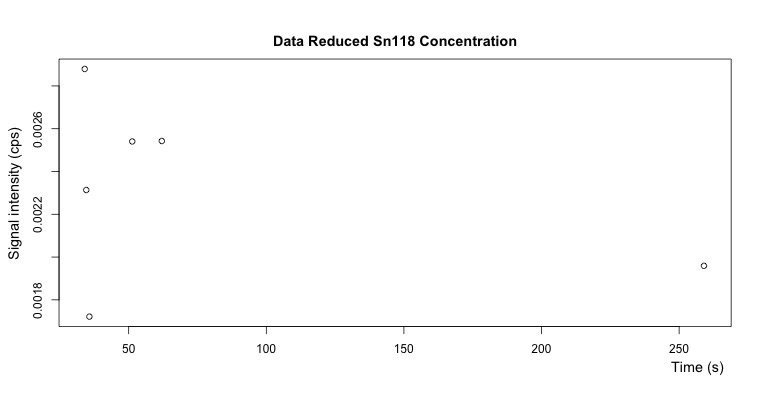 Data Reduced Sn118 Concentration
Signal intensity (cps)
0.0026
0.0022
0.0018
50 100 150 200 250
Time (s)